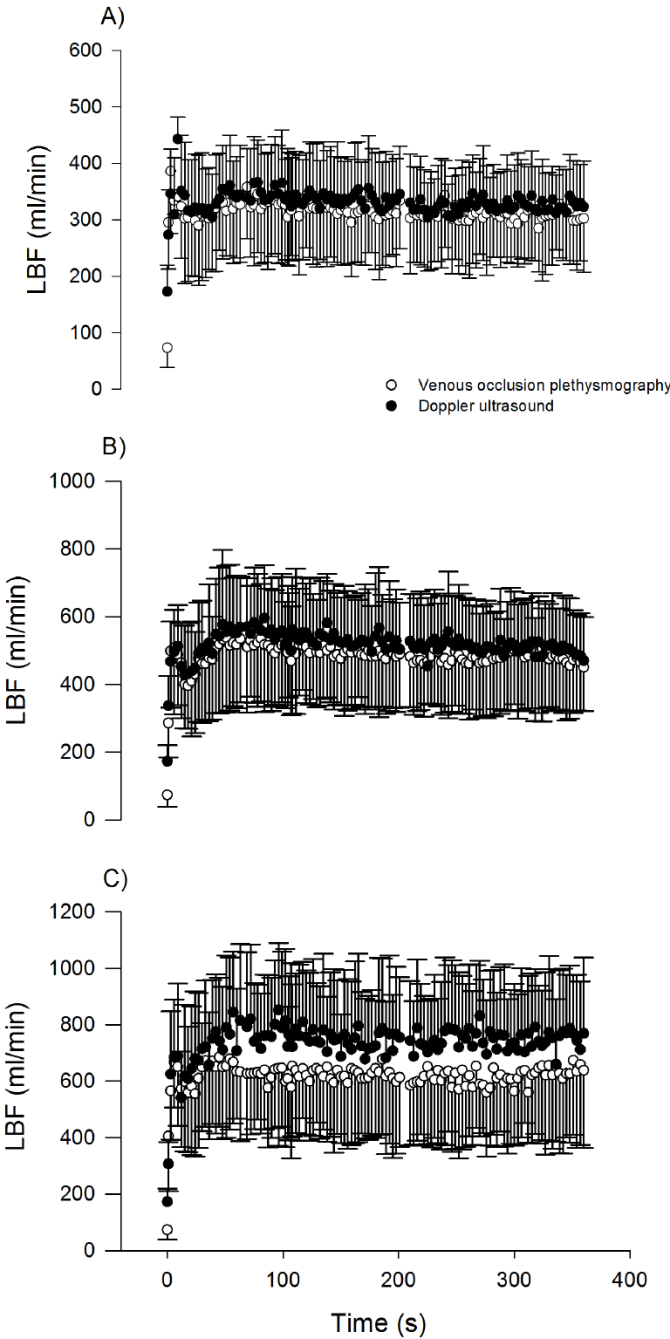 A)
600
500
400
300
200
100
0
LBF (ml/min)
Venous occlusion plethysmography
Doppler ultrasound
B)
1000
800
600
400
200
0
LBF (ml/min)
C)
1200
1000
800
600
400
200
0
LBF (ml/min)
0 100 200 300 400
Time (s)